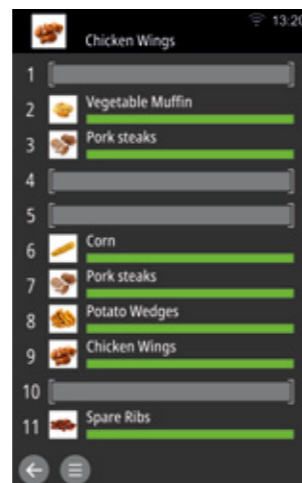 13:20
Chicken Wings
1
2 Vegetable Muffin
3 Pork steaks
4
5
6 Corn
7 Pork steaks
8 Potato Wedges
9 Chicken Wings
10
11 Spare Ribs